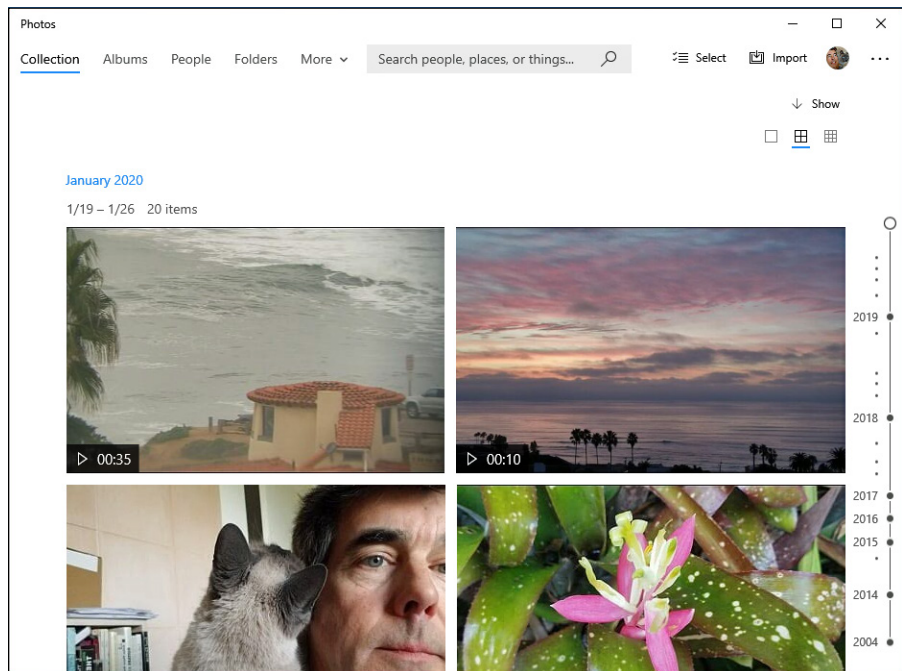 Photos
Collection Albums People Folders More Search people, places, or things... Select Import
Show
January 2020
1/19 – 1/26 20 items
2019
2018
00:35 00:10
2017
2016
2015
2014
2004